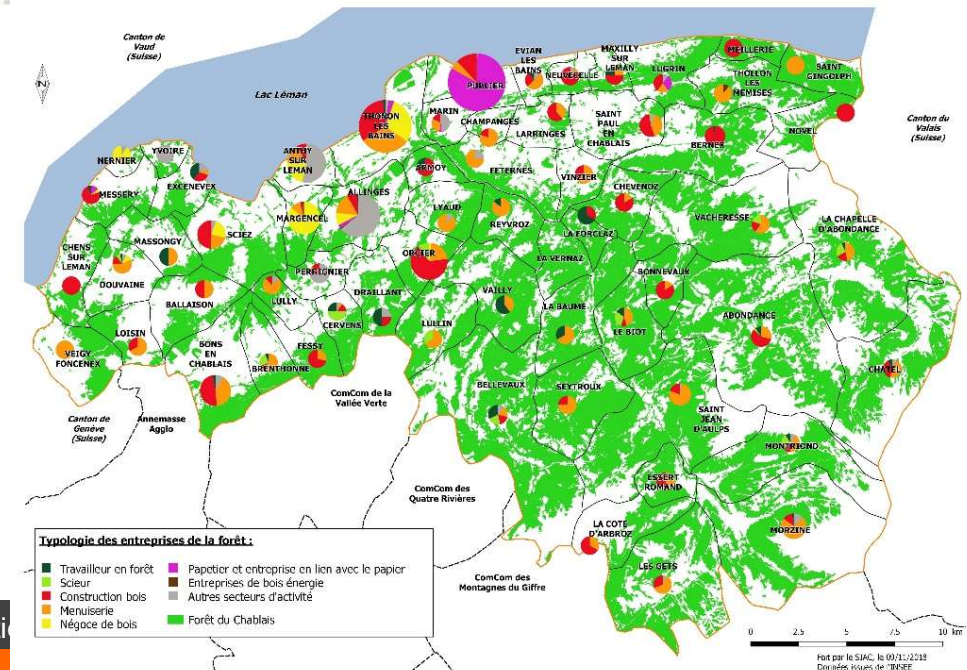 Canton de
Vaud
(Suisse)
Lac Léman
N
EVIAN
LES
BAINS
MAXILLY
SUR
LEMAN
NEUVECELLE
LUGRIN
MEILLERIE
SAINT
GINGOLPH
THOLLON
LES
MEMISES
PUBLIER
MARIN
CHAMPANGES
LARRINGES
SAINT
PAUL
EN
CHABLAIS
BERNEX
NOVEL
Canton du
Valais (Suisse)
THONON
LES
BAINS
NERNIER
YVOIRE
EXCENEVEX
ANTHY
SUR
LEMAN
ARMOY
FETERNES
VINZIER
CHEVENOZ
MESSERY
ALLINGES
MARGENCEL
LYAUD
REYVROZ
LA FORCLAZ
VACHERESSE
LA CHAPELLE
D'ABONDANCE
CHENS
SUR
LEMAN
MASSONGY
SCIEZ
DOUVAINE
PERRIGNIER
ORCIER
LA VERNAZ
BONNEVAUX
BALLAISON
LULLY
DRAILLANT
CERVENS
VAILLY
LA BAUME
LE BIOT
ABONDANCE
LULLIN
LOISIN
VEIGY
FONCENEX
BONS
EN
CHABLAIS
BRENTHONNE
FESSY
CHATEL
BELLEVAUX
SEYTROUX
SAINT
JEAN
D'AULPS
Canton de
Genève
(Suisse)
Annemasse
Agglo
ComCom de la
Vallée Verte
MONTRIOND
ComCom des
Quatre Rivières
ESSERT
ROMAND
LA COTE
D'ARBROZ
MORZINE
ComCom des
Montagnes du Giffre
LES GETS
Typologie des entreprises de la forêt :
Travailleur en forêt
Scieur
Construction bois
Menuiserie
Négoce de bois
Papetier et entreprise en lien avec le papier
Entreprises de bois énergie
Autres secteurs d'activité
Forêt du Chablais
0 2.5 5 7.5 10 km
Fait par le SIAC, le 09/11/2018
Données issues de l'INSEE